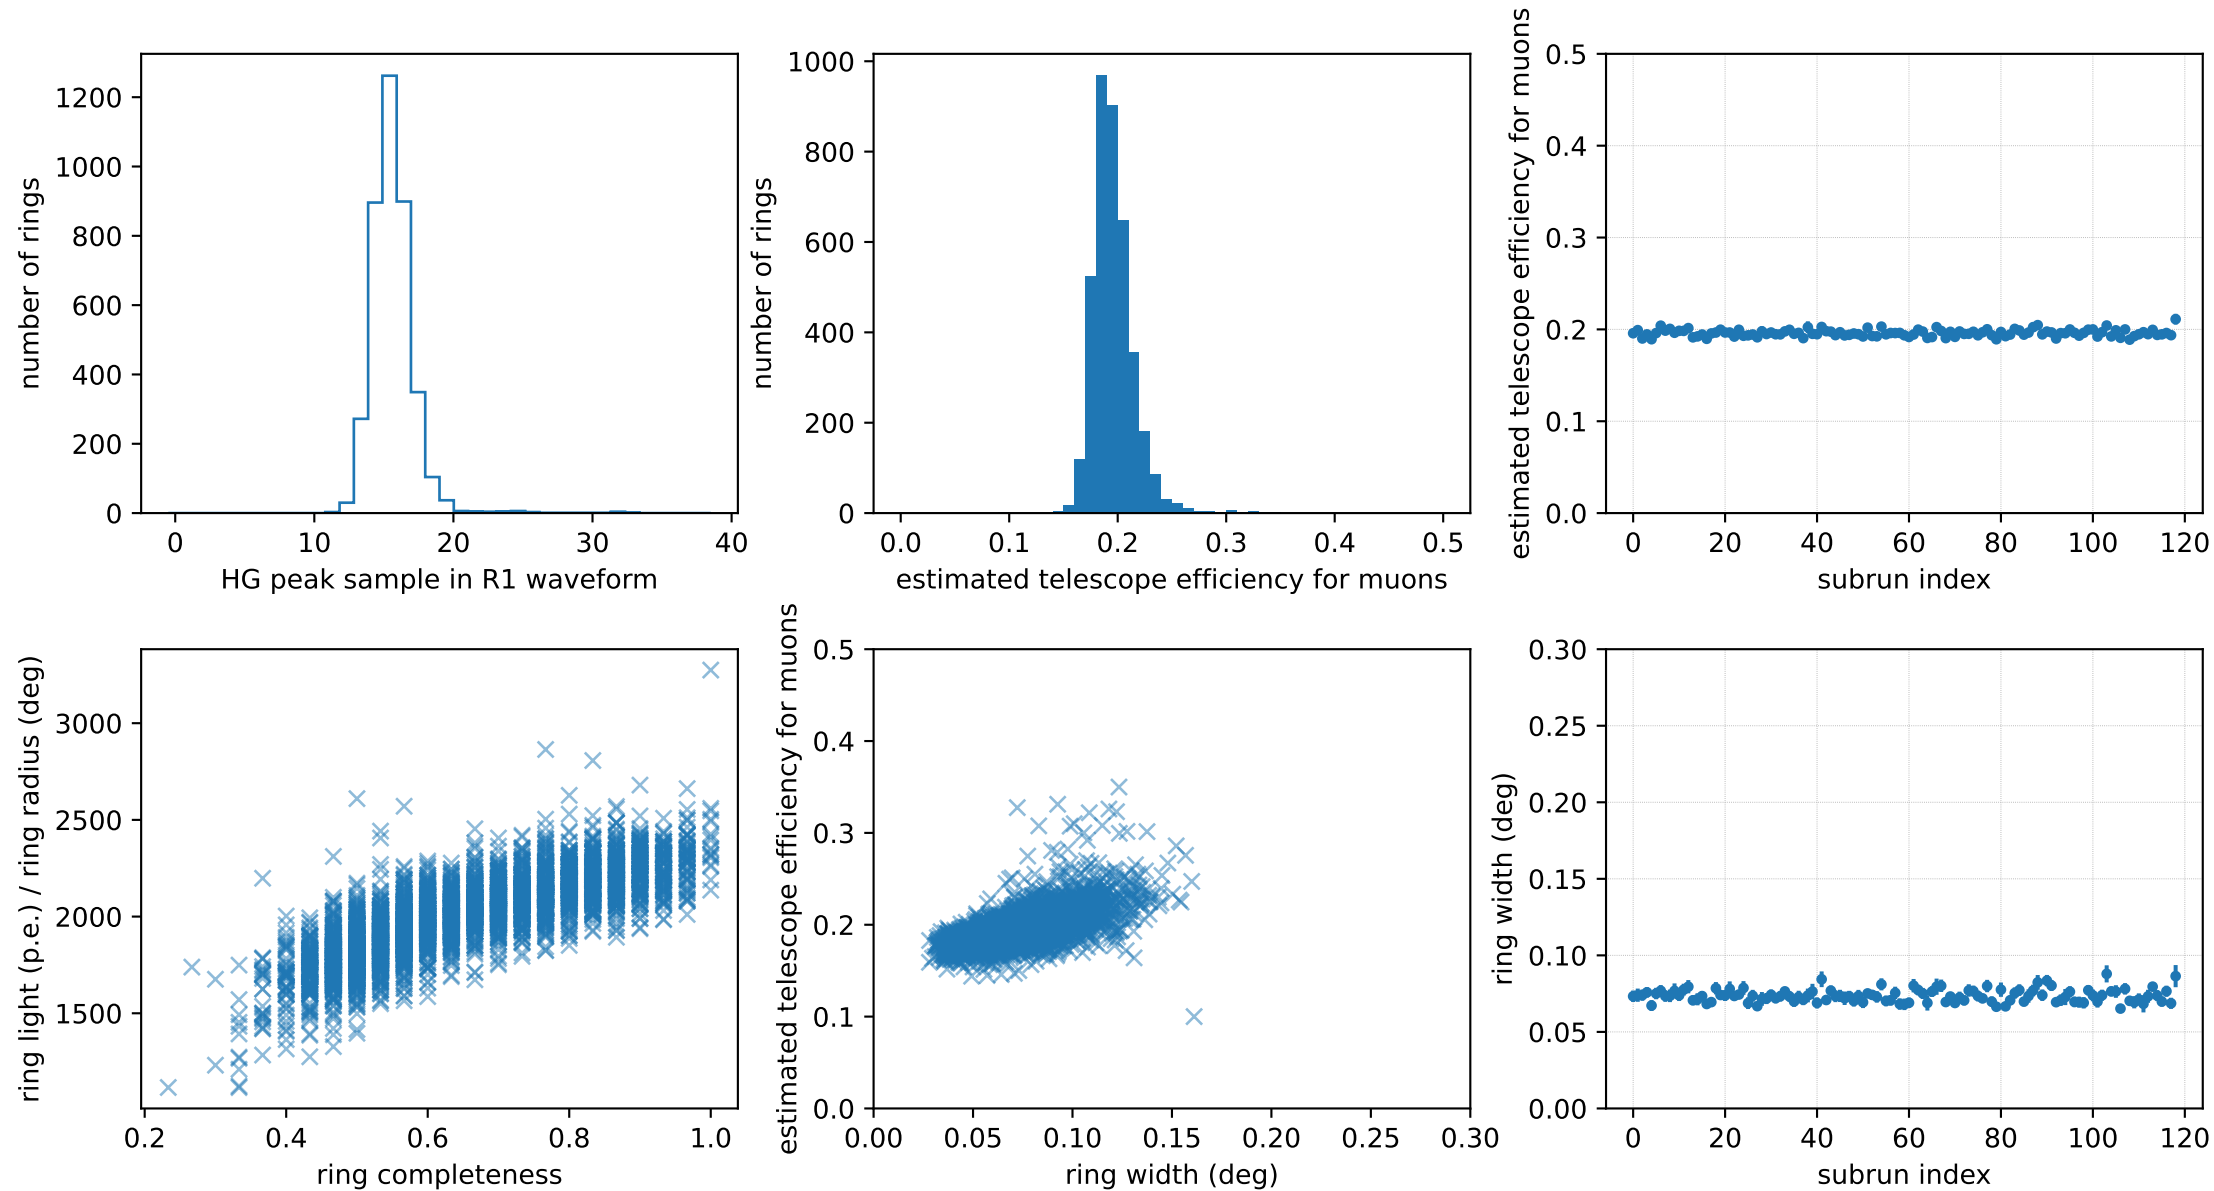 number of rings
1200
1000
800
600
400
200
0
0 10 20 30 40
HG peak sample in R1 waveform
number of rings
1000
800
600
400
200
0
0.0 0.1 0.2 0.3 0.4 0.5
estimated telescope efficiency for muons
estimated telescope efficiency for muons
0.5
0.4
0.3
0.2
0.1
0.0
0 20 40 60 80 100 120
subrun index
ring light (p.e.) / ring radius (deg)
3000
2500
2000
1500
0.2 0.4 0.6 0.8 1.0
ring completeness
estimated telescope efficiency for muons
0.5
0.4
0.3
0.2
0.1
0.0
0.00 0.05 0.10 0.15 0.20 0.25 0.30
ring width (deg)
ring width (deg)
0.30
0.25
0.20
0.15
0.10
0.05
0.00
0 20 40 60 80 100 120
subrun index